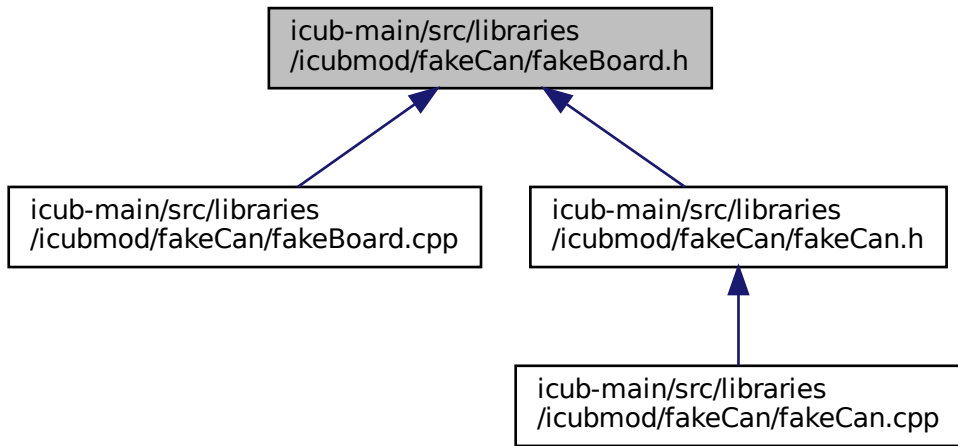 icub-main/src/libraries
/icubmod/fakeCan/fakeBoard.h
icub-main/src/libraries
/icubmod/fakeCan/fakeBoard.cpp
icub-main/src/libraries
/icubmod/fakeCan/fakeCan.h
icub-main/src/libraries
/icubmod/fakeCan/fakeCan.cpp